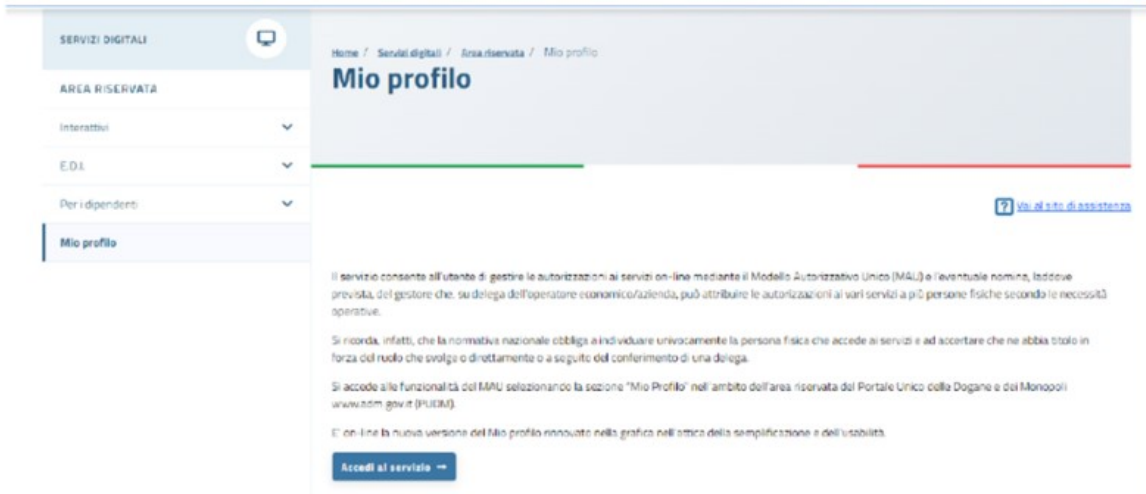 SERVIZI DIGITALI
AREA RISERVATA
Interattivi
E.D.I.
Per i dipendenti
Mio profilo
Home / Servizi digitali / Area riservata / Mio profilo
Mio profilo
? Vai al sito di assistenza
Il servizio consente all'utente di gestire le autorizzazioni ai servizi on-line mediante il Modello Autorizzativo Unico (MAU) e l'eventuale nomina, laddove
prevista, del gestore che, su delega dell'operatore economico/azienda, può attribuire le autorizzazioni ai vari servizi a più persone fisiche secondo le necessità
operative.
Si ricorda, infatti, che la normativa nazionale obbliga a individuare univocamente la persona fisica che accede ai servizi e ad accertare che ne abbia titolo in
forza del ruolo che svolge o direttamente o a seguito del conferimento di una delega.
Si accede alle funzionalità del MAU selezionando la sezione "Mio Profilo" nell'ambito dell'area riservata del Portale Unico delle Dogane e dei Monopoli
www.adm.gov.it (PUDM).
E' on-line la nuova versione del Mio profilo rinnovato nella grafica nell'ottica della semplificazione e dell'usabilità.
Accedi al servizio →